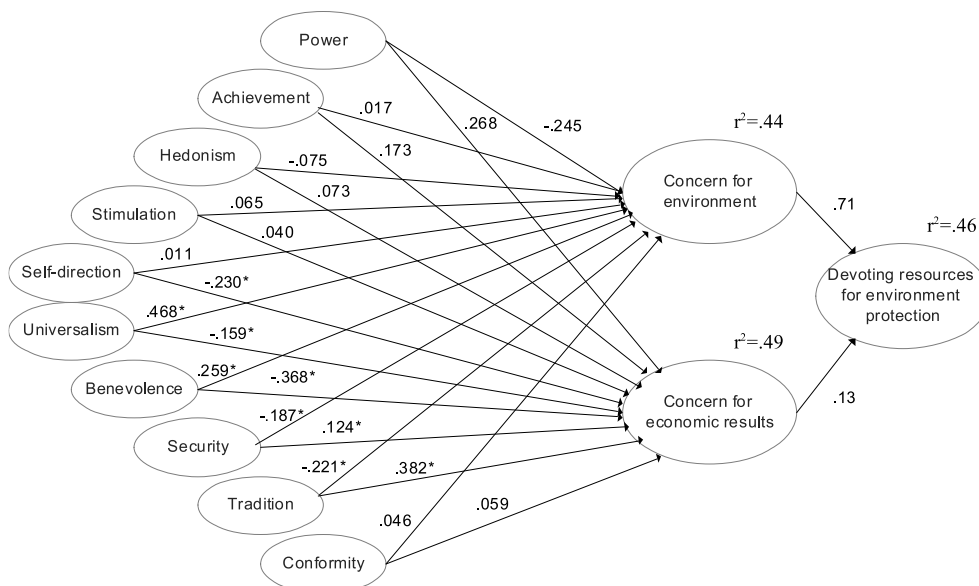 Power
Achievement
.017
.268
-.245
r²=.44
Hedonism
-.075
.173
Concern for
environment
Stimulation
.065
.073
.71
r²=.46
.040
Self-direction
.011
-.230*
Devoting resources
for environment
protection
Universalism
.468*
-.159*
r²=.49
Benevolence
.259*
-.368*
.13
Concern for
economic results
-.187*
.124*
Security
-.221*
.382*
Tradition
.046
.059
Conformity